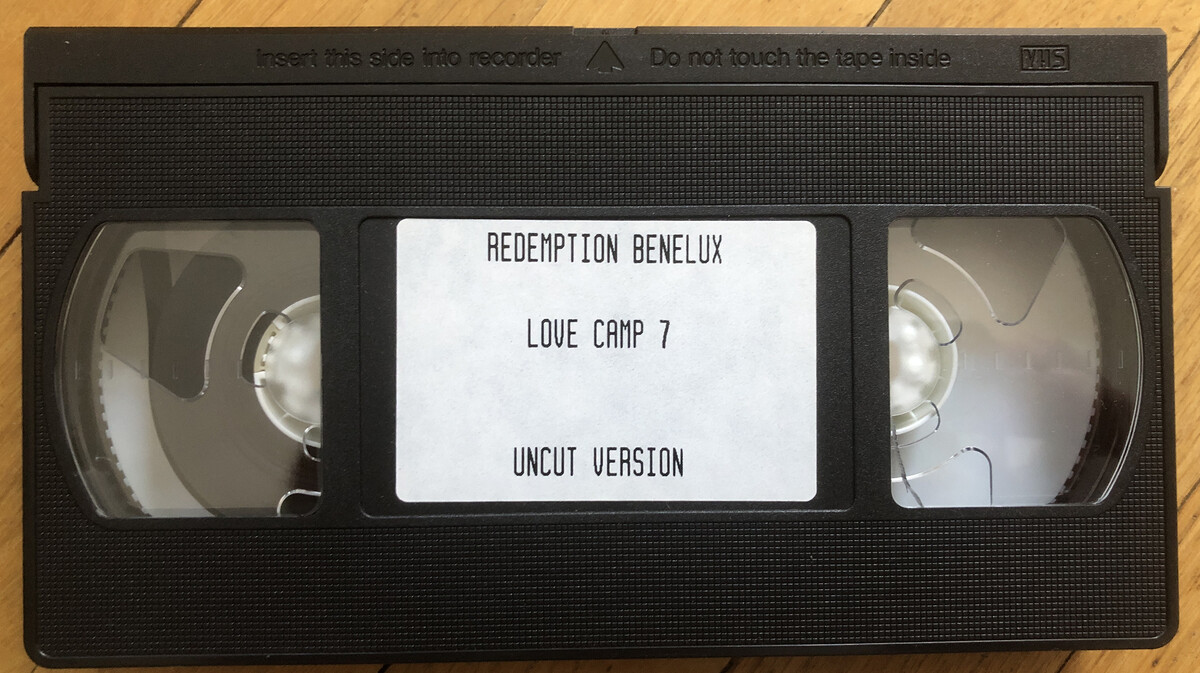 Insert this side into recorder Do not touch the tape inside VHS
REDEMPTION BENELUX
LOVE CAMP 7
UNCUT VERSION